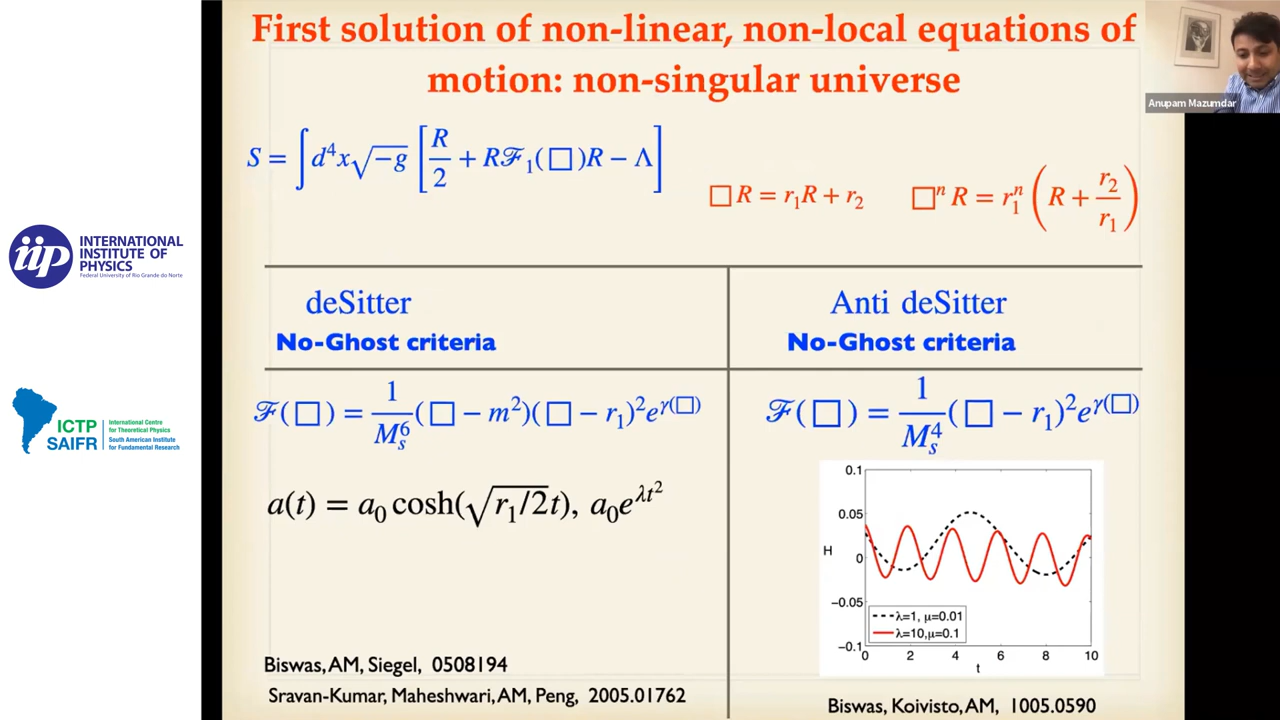 First solution of non-linear, non-local equations of
motion: non-singular universe
Anupam Mazumdar
S = ∫ d⁴x√−g [R/2 + Rℱ₁(□)R − Λ]
□R = r₁R + r₂
□ⁿR = r₁ⁿ (R + r₂/r₁)
iip
INTERNATIONAL
INSTITUTE OF
PHYSICS
Federal University of Rio Grande do Norte
ICTP
SAIFR
International Centre
for Theoretical Physics
South American Institute
for Fundamental Research
deSitter
No-Ghost criteria
ℱ(□) = 1/Mₛ⁶ (□ − m²)(□ − r₁)²e^γ(□)
a(t) = a₀ cosh(√r₁/2 t), a₀e^λt²
Biswas, AM, Siegel, 0508194
Sravan-Kumar, Maheshwari, AM, Peng, 2005.01762
Anti deSitter
No-Ghost criteria
ℱ(□) = 1/Mₛ⁴ (□ − r₁)²e^γ(□)
0.1
0.05
0
−0.05
−0.1
H
λ=1, μ=0.01
λ=10,μ=0.1
0 2 4 6 8 10
t
Biswas, Koivisto, AM, 1005.0590